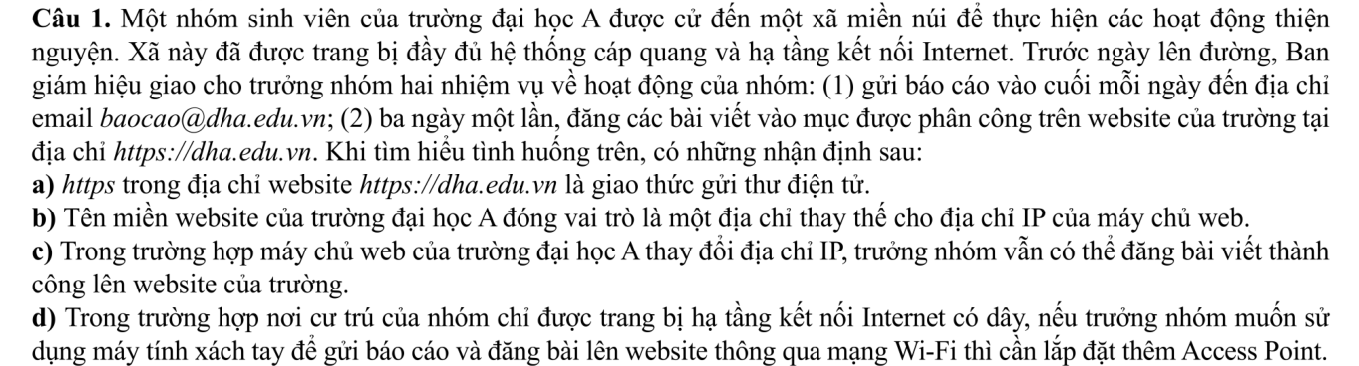 Câu 1. Một nhóm sinh viên của trường đại học A được cử đến một xã miền núi để thực hiện các hoạt động thiện
nguyện. Xã này đã được trang bị đầy đủ hệ thống cáp quang và hạ tầng kết nối Internet. Trước ngày lên đường, Ban
giám hiệu giao cho trưởng nhóm hai nhiệm vụ về hoạt động của nhóm: (1) gửi báo cáo vào cuối mỗi ngày đến địa chỉ
email baocao@dha.edu.vn; (2) ba ngày một lần, đăng các bài viết vào mục được phân công trên website của trường tại
địa chỉ https://dha.edu.vn. Khi tìm hiểu tình huống trên, có những nhận định sau:
a) https trong địa chỉ website https://dha.edu.vn là giao thức gửi thư điện tử.
b) Tên miền website của trường đại học A đóng vai trò là một địa chỉ thay thế cho địa chỉ IP của máy chủ web.
c) Trong trường hợp máy chủ web của trường đại học A thay đổi địa chỉ IP, trưởng nhóm vẫn có thể đăng bài viết thành
công lên website của trường.
d) Trong trường hợp nơi cư trú của nhóm chỉ được trang bị hạ tầng kết nối Internet có dây, nếu trưởng nhóm muốn sử
dụng máy tính xách tay để gửi báo cáo và đăng bài lên website thông qua mạng Wi-Fi thì cần lắp đặt thêm Access Point.